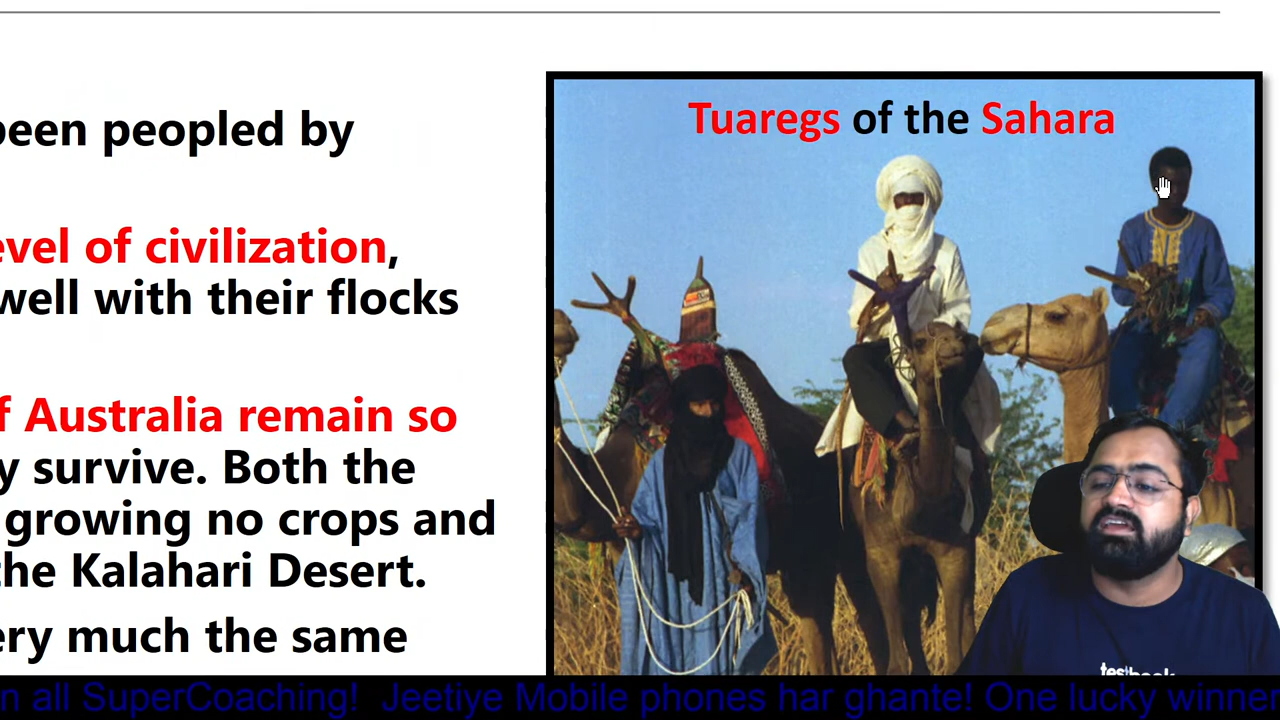 been peopled by
evel of civilization,
well with their flocks
f Australia remain so
y survive. Both the
growing no crops and
the Kalahari Desert.
ery much the same
Tuaregs of the Sahara
n all SuperCoaching! Jeetiye Mobile phones har ghante! One lucky winner